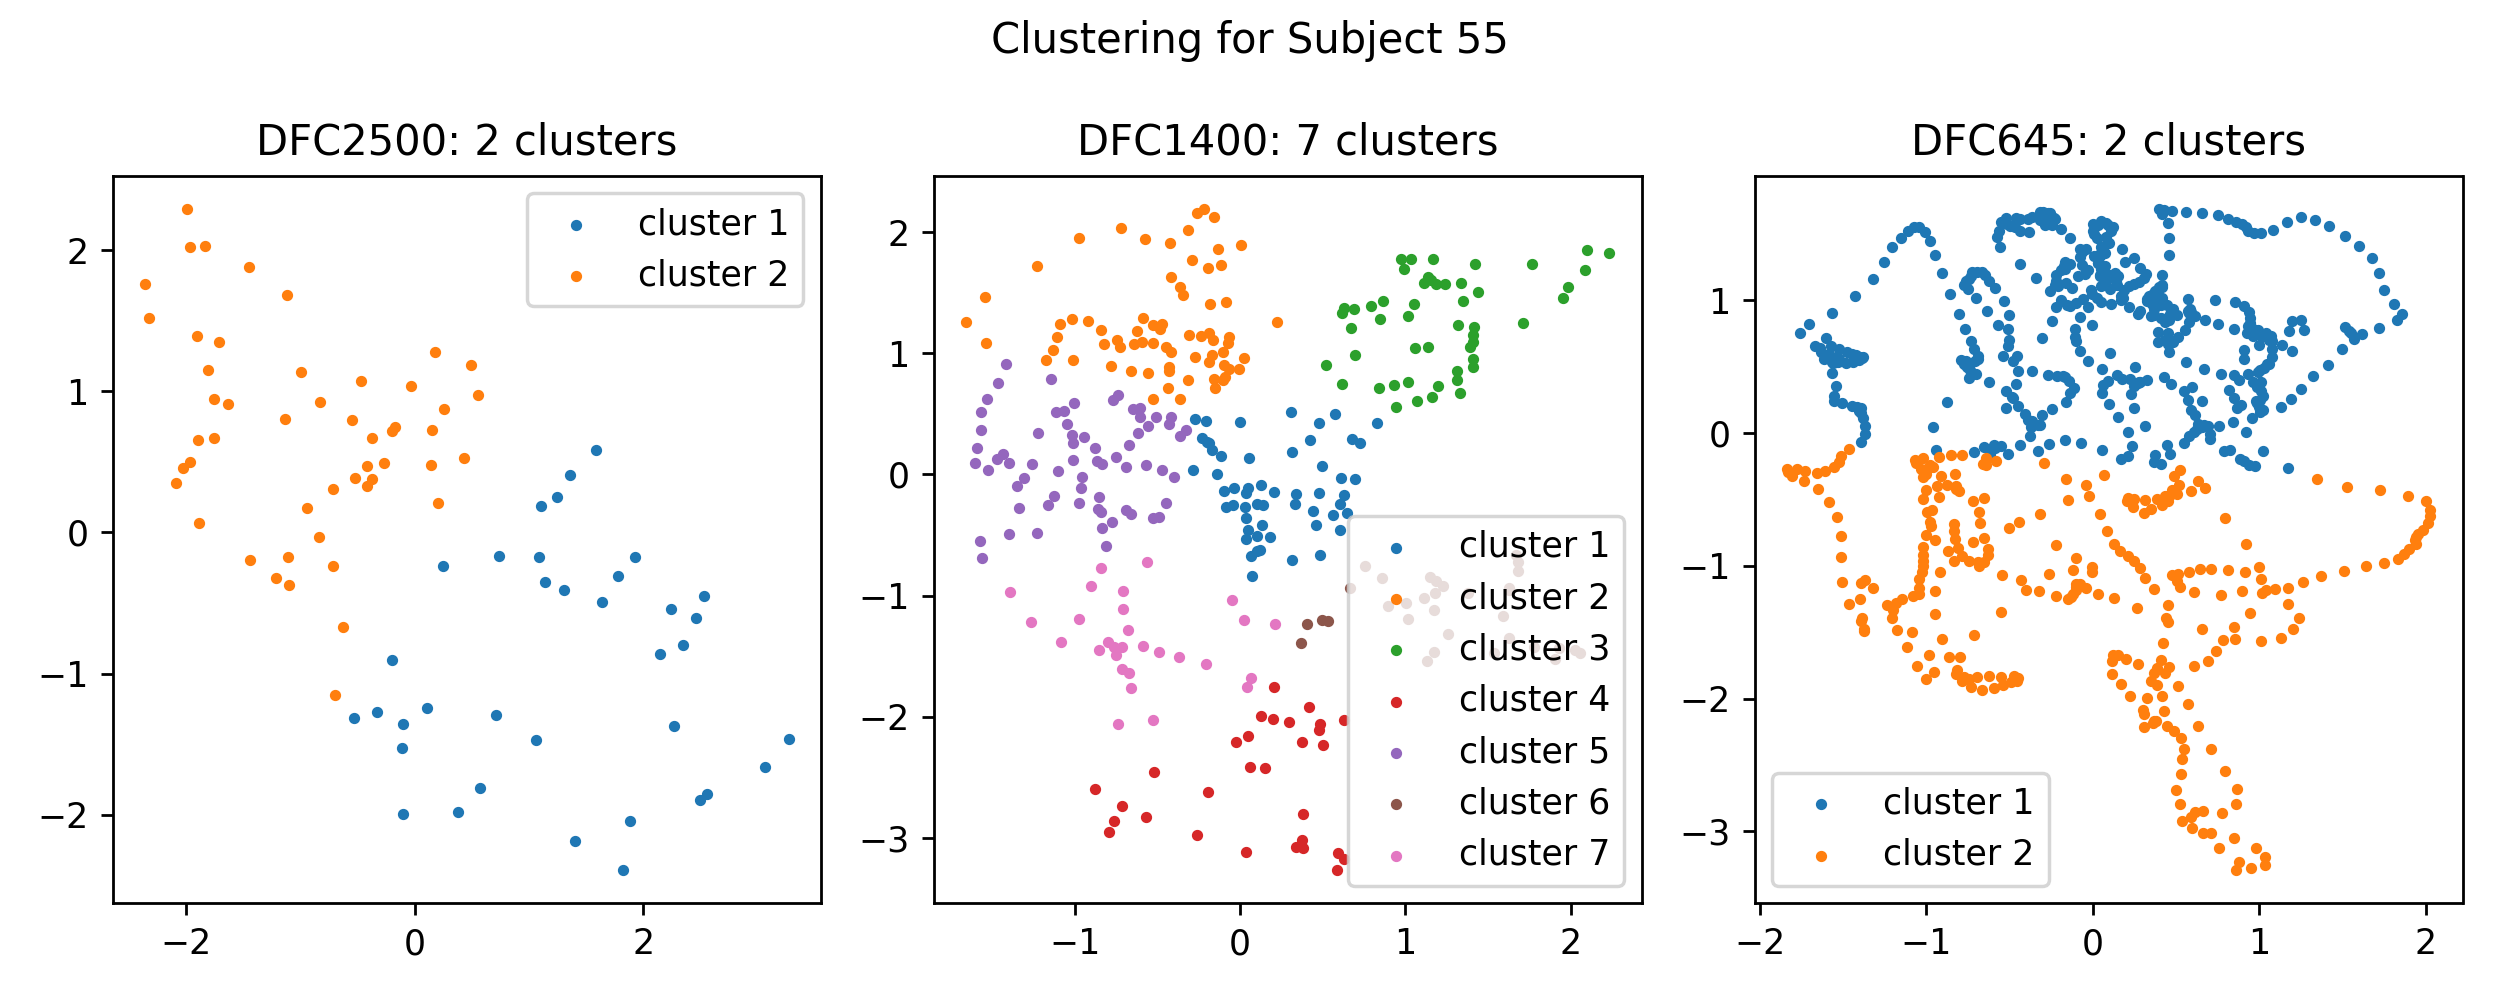 Clustering for Subject 55
DFC2500: 2 clusters
cluster 1
cluster 2
2
1
0
−1
−2
−2
0
2
DFC1400: 7 clusters
2
1
0
−1
−2
−3
cluster 1
cluster 2
cluster 3
cluster 4
cluster 5
cluster 6
cluster 7
−1
0
1
2
DFC645: 2 clusters
1
0
−1
−2
−3
cluster 1
cluster 2
−2
−1
0
1
2